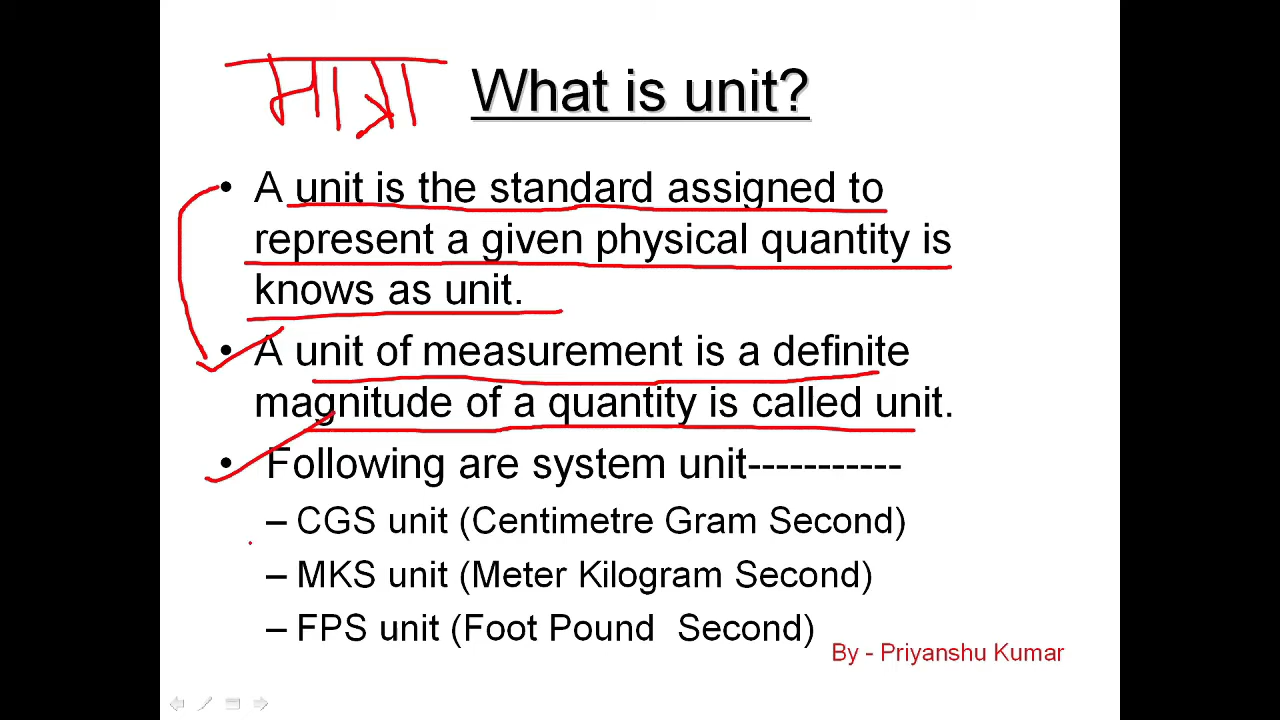 मात्रा What is unit?
• A unit is the standard assigned to
represent a given physical quantity is
knows as unit.
• A unit of measurement is a definite
magnitude of a quantity is called unit.
• Following are system unit-----------
– CGS unit (Centimetre Gram Second)
– MKS unit (Meter Kilogram Second)
– FPS unit (Foot Pound Second)
By - Priyanshu Kumar